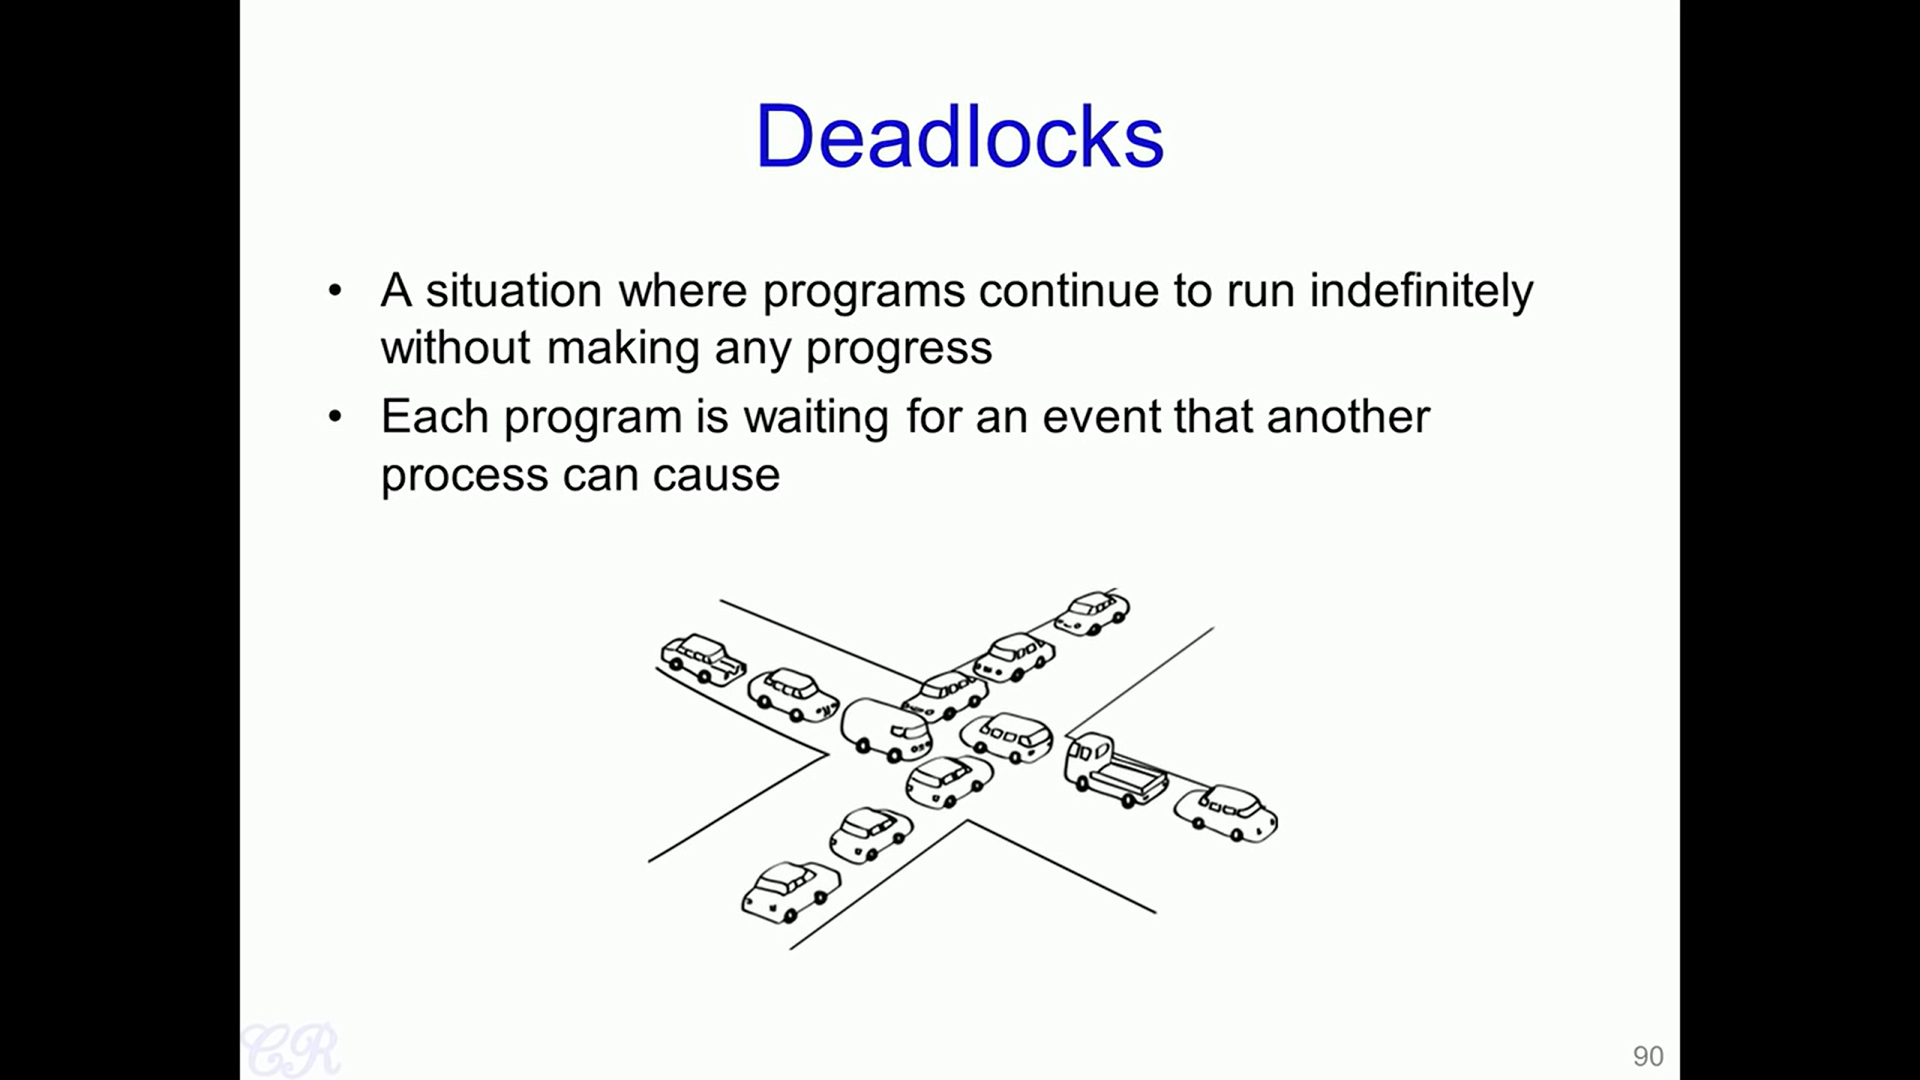 Deadlocks
• A situation where programs continue to run indefinitely
without making any progress
• Each program is waiting for an event that another
process can cause
CR
90